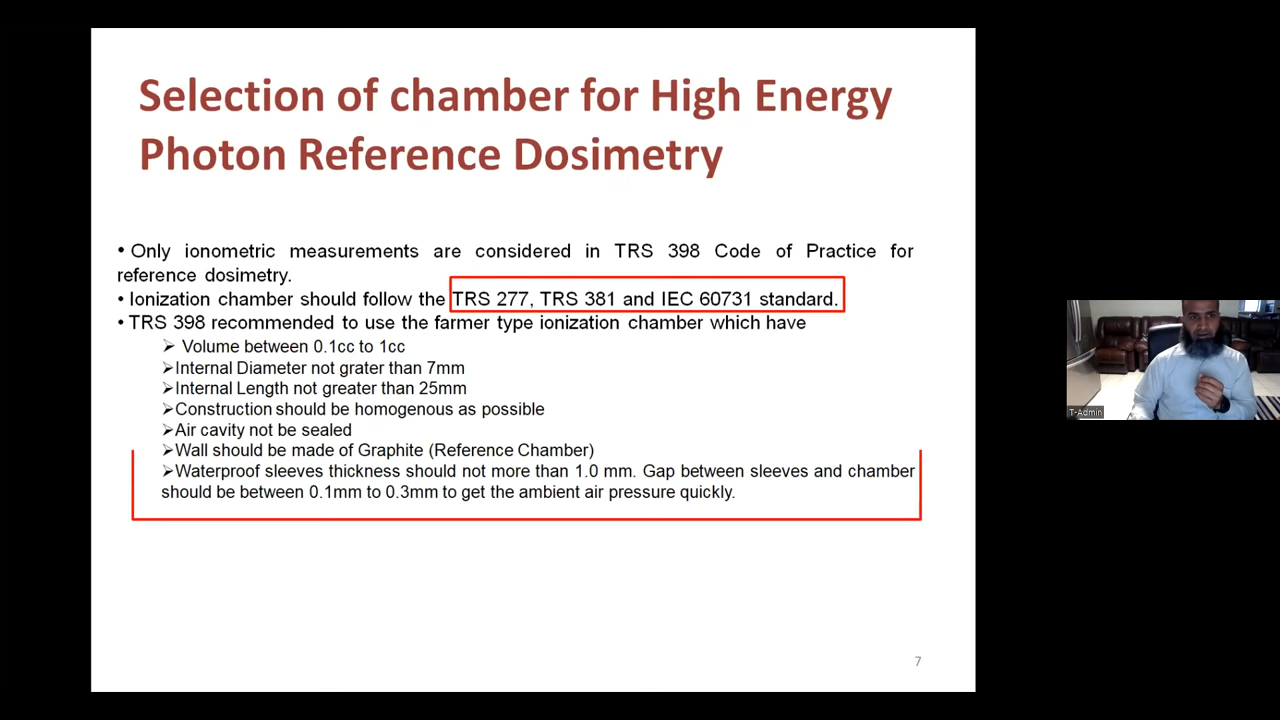 Selection of chamber for High Energy
Photon Reference Dosimetry
• Only ionometric measurements are considered in TRS 398 Code of Practice for
reference dosimetry.
• Ionization chamber should follow the TRS 277, TRS 381 and IEC 60731 standard.
• TRS 398 recommended to use the farmer type ionization chamber which have
➢ Volume between 0.1cc to 1cc
➢Internal Diameter not grater than 7mm
➢Internal Length not greater than 25mm
➢Construction should be homogenous as possible
➢Air cavity not be sealed
➢Wall should be made of Graphite (Reference Chamber)
➢Waterproof sleeves thickness should not more than 1.0 mm. Gap between sleeves and chamber
should be between 0.1mm to 0.3mm to get the ambient air pressure quickly.
7
T-Admin